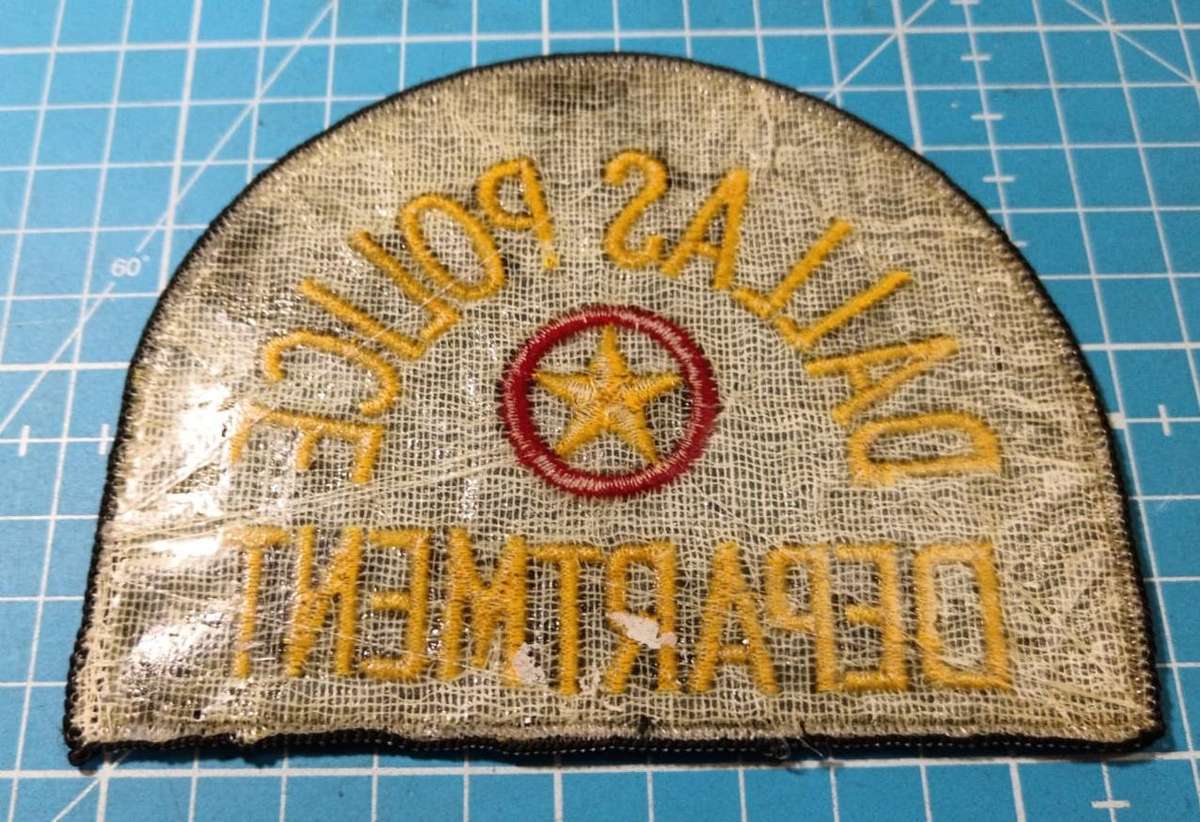 DALLAS POLICE
DEPARTMENT
60°